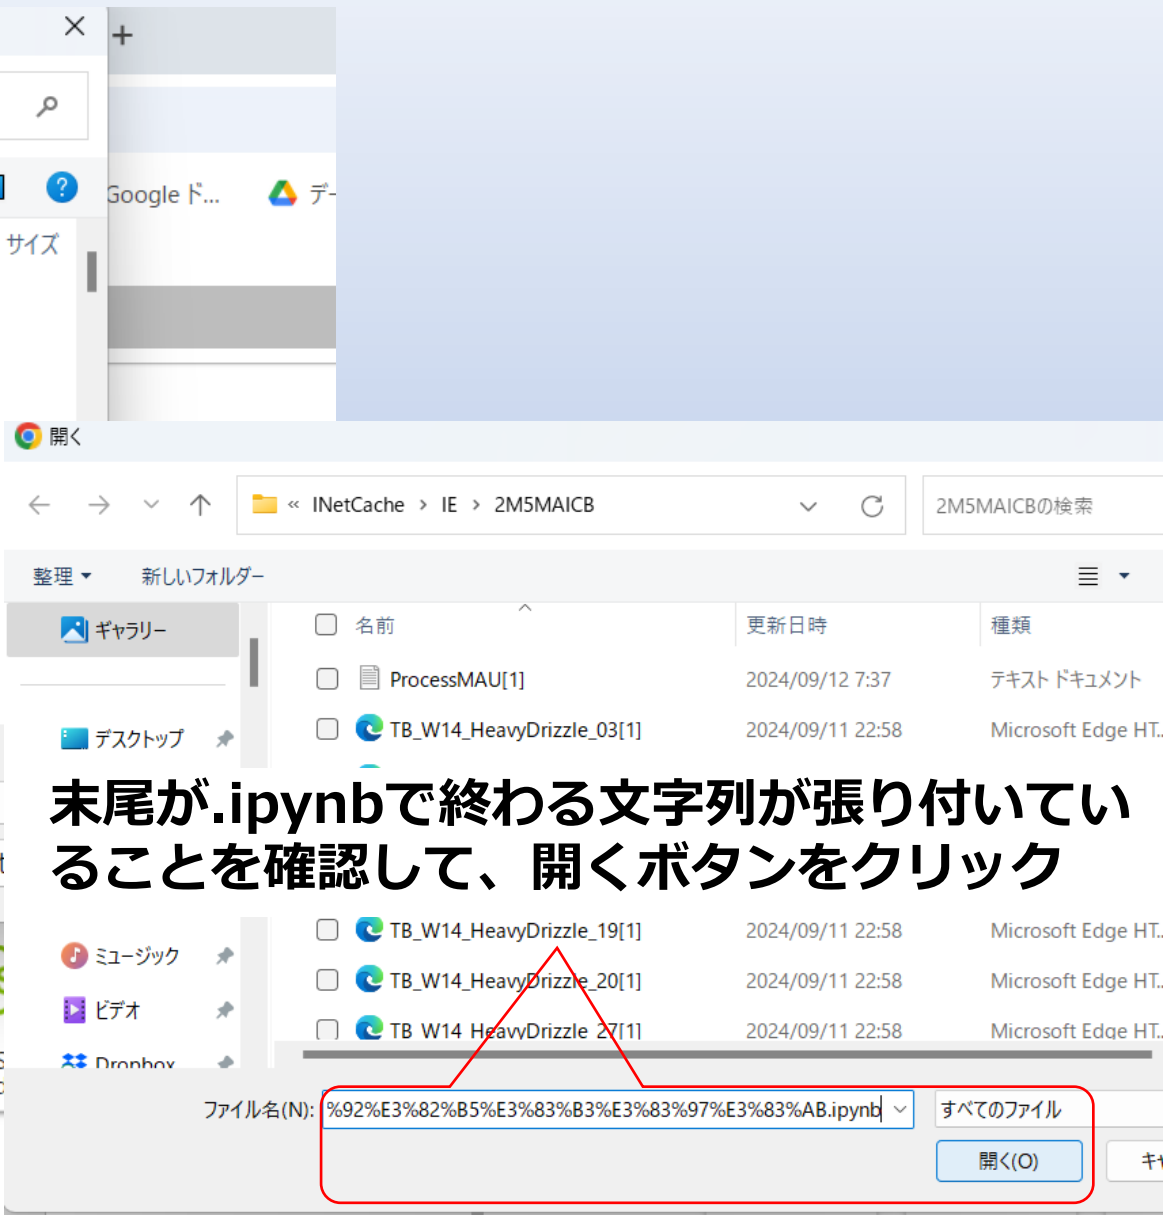 Google ド...
デー
サイズ
開く
« INetCache > IE > 2M5MAICB
2M5MAICBの検索
整理
新しいフォルダー
ギャラリー
名前
更新日時
種類
ProcessMAU[1]
2024/09/12 7:37
テキスト ドキュメント
デスクトップ
TB_W14_HeavyDrizzle_03[1]
2024/09/11 22:58
Microsoft Edge HT...
末尾が.ipynbで終わる文字列が張り付いてい
ることを確認して、開くボタンをクリック
TB_W14_HeavyDrizzle_19[1]
2024/09/11 22:58
Microsoft Edge HT...
ミュージック
TB_W14_HeavyDrizzle_20[1]
2024/09/11 22:58
Microsoft Edge HT...
ビデオ
TB_W14_HeavyDrizzle_27[1]
2024/09/11 22:58
Microsoft Edge HT...
Dropbox
ファイル名(N):
%92%E3%82%B5%E3%83%B3%E3%83%97%E3%83%AB.ipynb
すべてのファイル
開く(O)
キャ